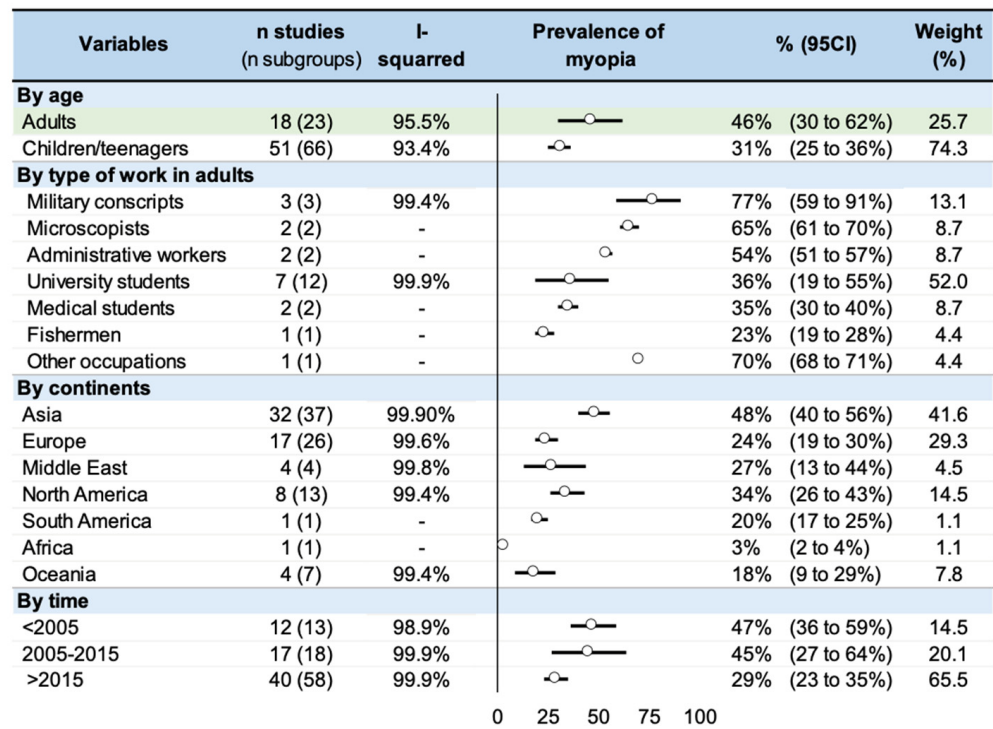 Variables n studies (n subgroups) I-squarred Prevalence of myopia % (95CI) Weight (%)
By age
Adults 18 (23) 95.5% 46% (30 to 62%) 25.7
Children/teenagers 51 (66) 93.4% 31% (25 to 36%) 74.3
By type of work in adults
Military conscripts 3 (3) 99.4% 77% (59 to 91%) 13.1
Microscopists 2 (2) - 65% (61 to 70%) 8.7
Administrative workers 2 (2) - 54% (51 to 57%) 8.7
University students 7 (12) 99.9% 36% (19 to 55%) 52.0
Medical students 2 (2) - 35% (30 to 40%) 8.7
Fishermen 1 (1) - 23% (19 to 28%) 4.4
Other occupations 1 (1) - 70% (68 to 71%) 4.4
By continents
Asia 32 (37) 99.90% 48% (40 to 56%) 41.6
Europe 17 (26) 99.6% 24% (19 to 30%) 29.3
Middle East 4 (4) 99.8% 27% (13 to 44%) 4.5
North America 8 (13) 99.4% 34% (26 to 43%) 14.5
South America 1 (1) - 20% (17 to 25%) 1.1
Africa 1 (1) - 3% (2 to 4%) 1.1
Oceania 4 (7) 99.4% 18% (9 to 29%) 7.8
By time
<2005 12 (13) 98.9% 47% (36 to 59%) 14.5
2005-2015 17 (18) 99.9% 45% (27 to 64%) 20.1
>2015 40 (58) 99.9% 29% (23 to 35%) 65.5
0 25 50 75 100